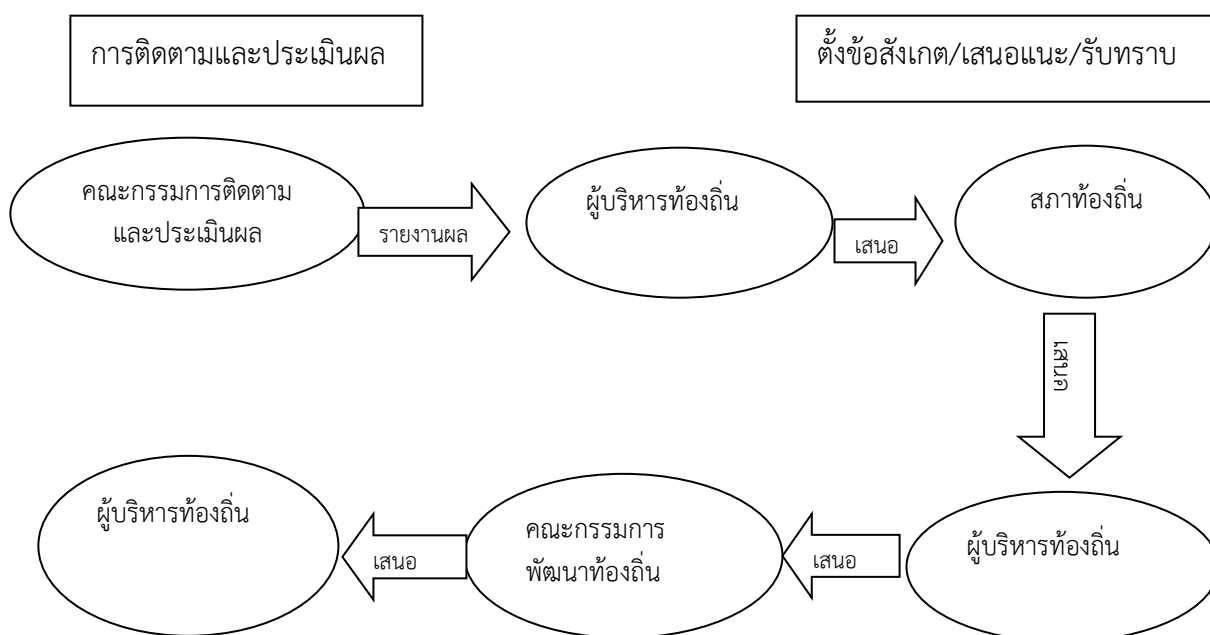 การติดตามและประเมินผล
ตั้งข้อสังเกต/เสนอแนะ/รับทราบ
คณะกรรมการติดตาม
และประเมินผล
รายงานผล
ผู้บริหารท้องถิ่น
เสนอ
สภาท้องถิ่น
เสนอ
ผู้บริหารท้องถิ่น
เสนอ
คณะกรรมการ
พัฒนาท้องถิ่น
เสนอ
ผู้บริหารท้องถิ่น